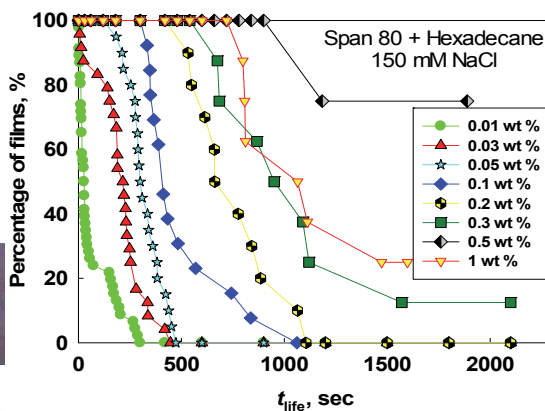 Span 80 + Hexadecane
150 mM NaCl
Percentage of films, %
100
80
60
40
20
0
0.01 wt %
0.03 wt %
0.05 wt %
0.1 wt %
0.2 wt %
0.3 wt %
0.5 wt %
1 wt %
0 500 1000 1500 2000
t life, sec